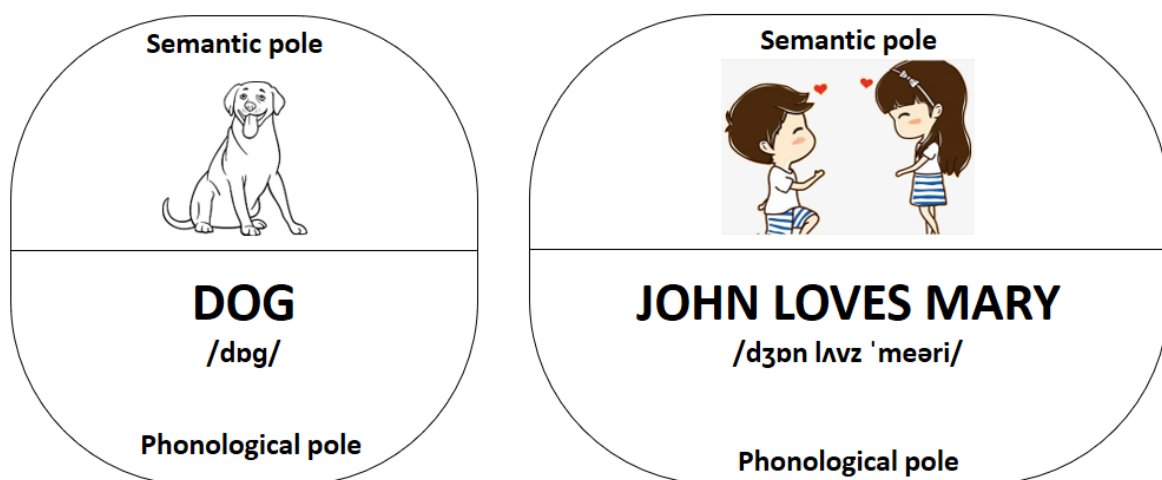 Semantic pole
DOG
/dɒg/
Phonological pole
Semantic pole
JOHN LOVES MARY
/dʒɒn lʌvz ˈmeəri/
Phonological pole